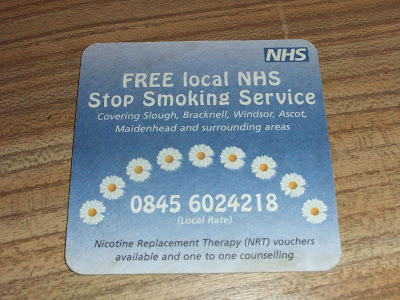 NHS
FREE local NHS
Stop Smoking Service
Covering Slough, Bracknell, Windsor, Ascot,
Maidenhead and surrounding areas
0845 6024218
(Local Rate)
Nicotine Replacement Therapy (NRT) vouchers
available and one to one counselling